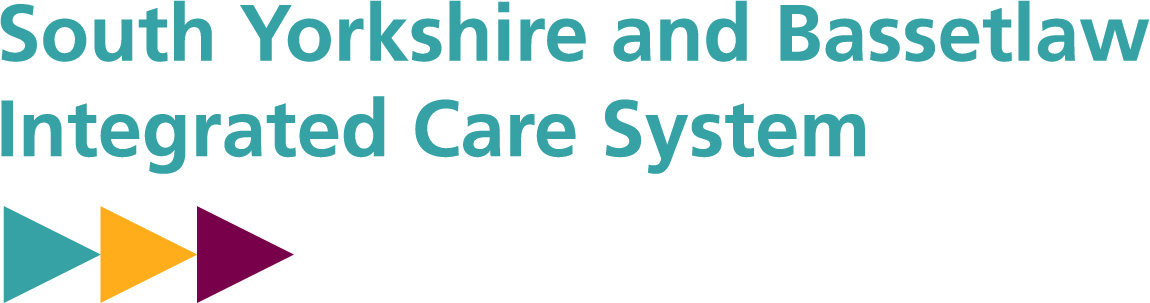 South Yorkshire and Bassetlaw
Integrated Care System